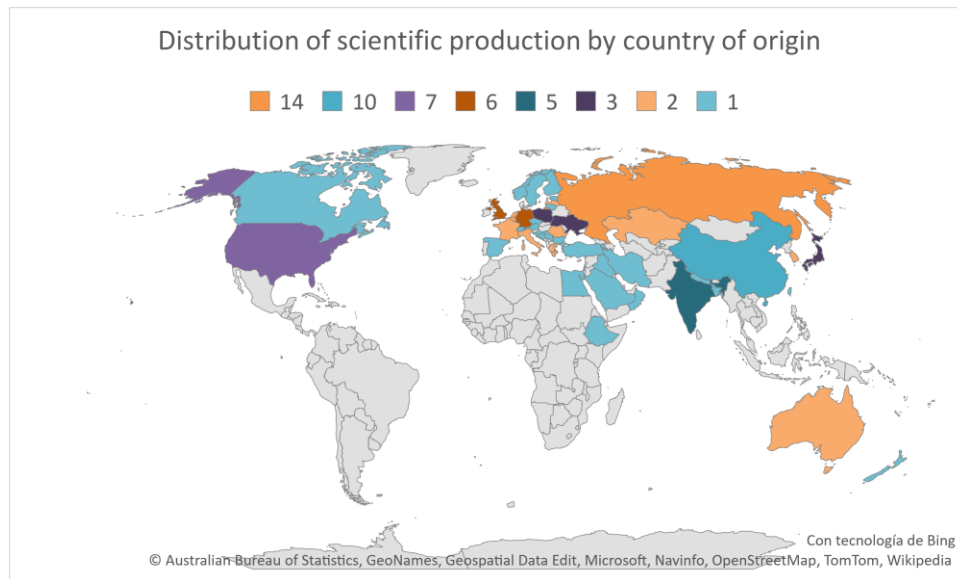 Distribution of scientific production by country of origin
14 10 7 6 5 3 2 1
Con tecnología de Bing
© Australian Bureau of Statistics, GeoNames, Geospatial Data Edit, Microsoft, Navinfo, OpenStreetMap, TomTom, Wikipedia